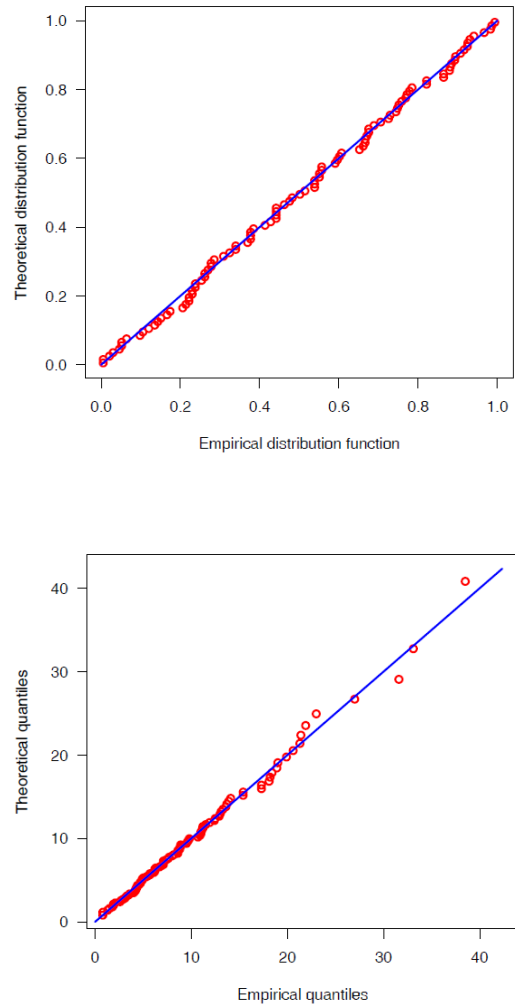 1.0
0.8
0.6
0.4
0.2
0.0
Theoretical distribution function
0.0 0.2 0.4 0.6 0.8 1.0
Empirical distribution function
40
30
20
10
0
Theoretical quantiles
0 10 20 30 40
Empirical quantiles